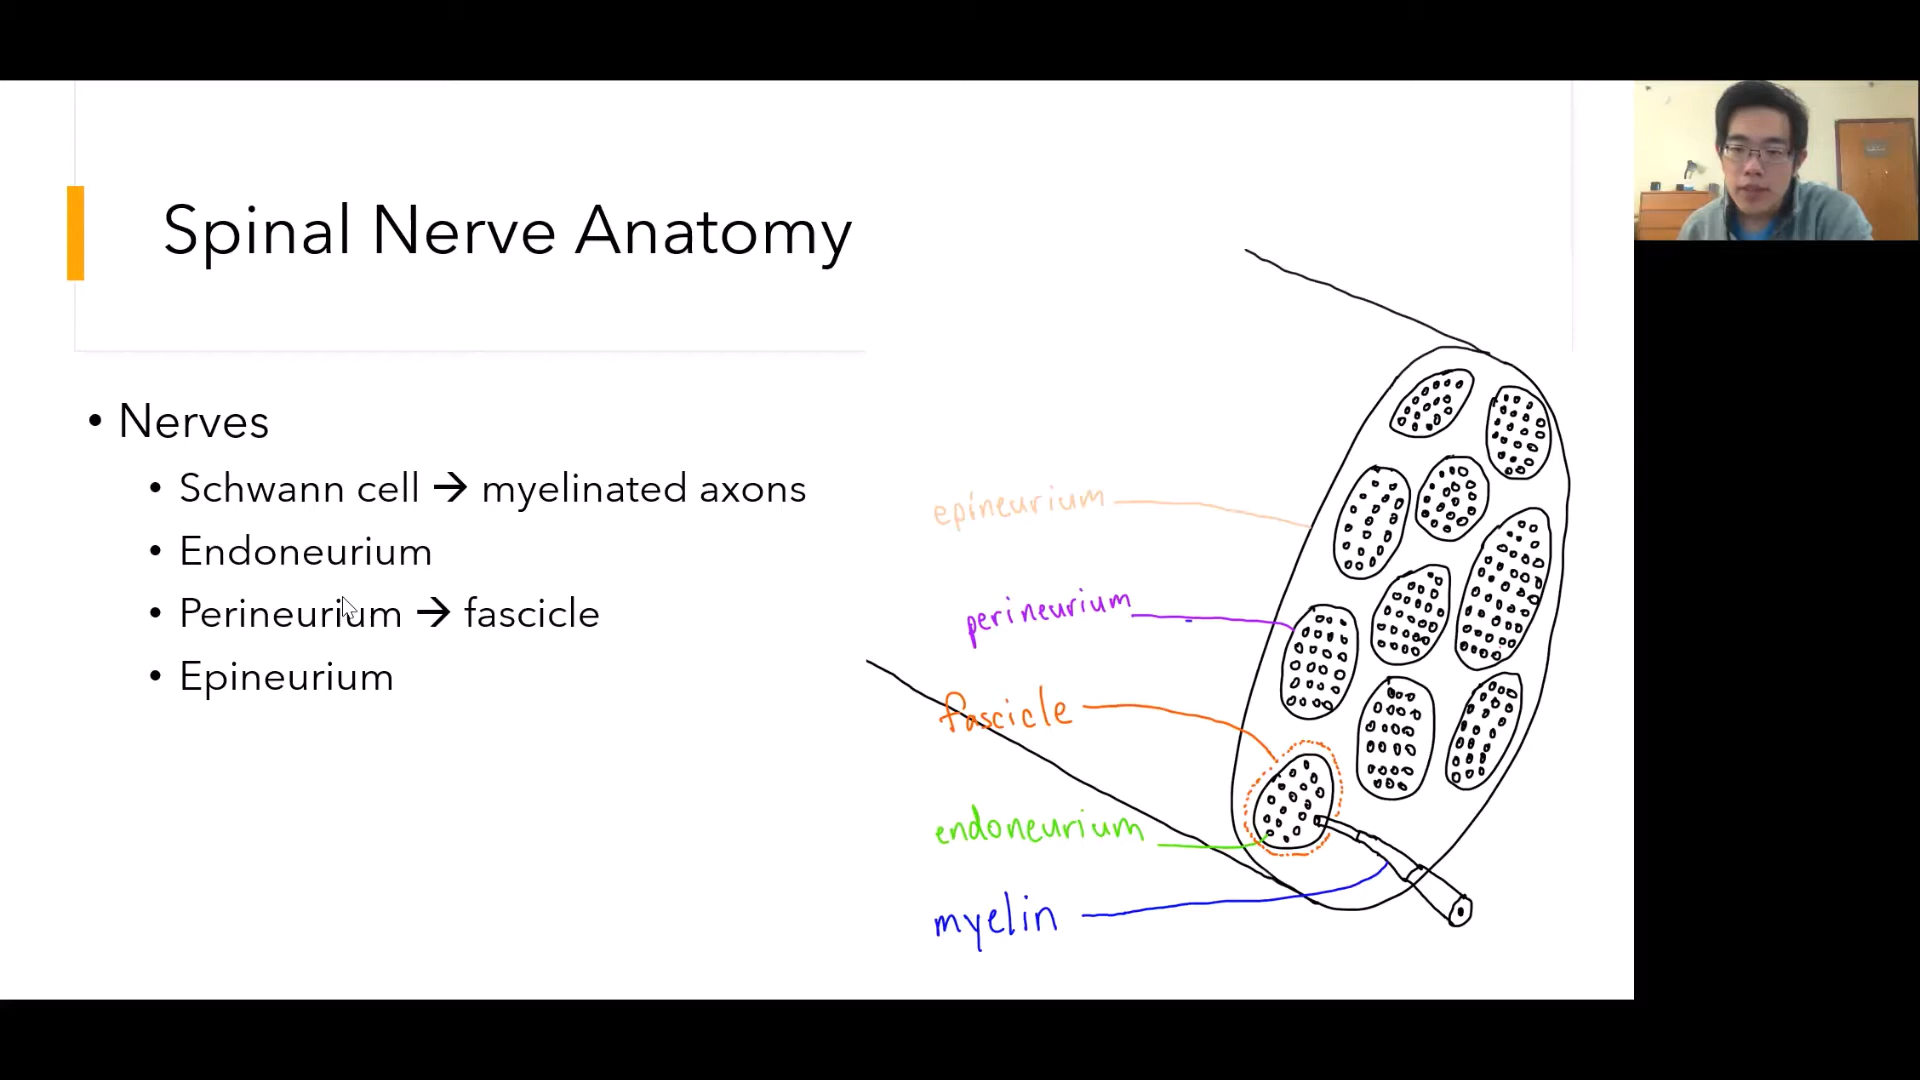 Spinal Nerve Anatomy
• Nerves
• Schwann cell → myelinated axons
• Endoneurium
• Perineurium → fascicle
• Epineurium
epineurium
perineurium
fascicle
endoneurium
myelin